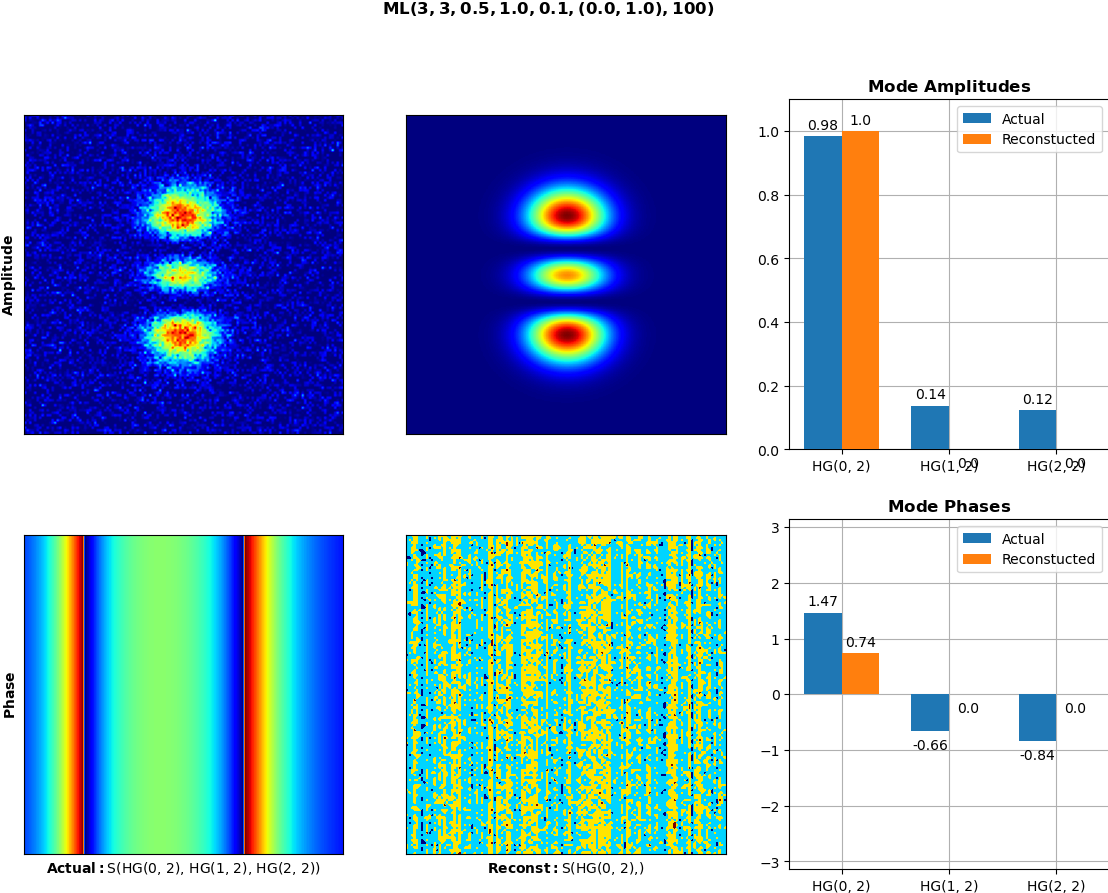 ML(3, 3, 0.5, 1.0, 0.1, (0.0, 1.0), 100)
Amplitude
Mode Amplitudes
Actual
Reconstucted
1.0
0.8
0.6
0.4
0.2
0.0
0.98
1.0
0.14
0.0
0.12
0.0
HG(0, 2)
HG(1, 2)
HG(2, 2)
Phase
Actual: S(HG(0, 2), HG(1, 2), HG(2, 2))
Reconst: S(HG(0, 2),)
Mode Phases
Actual
Reconstucted
3
2
1
0
−1
−2
−3
1.47
0.74
-0.66
0.0
-0.84
0.0
HG(0, 2)
HG(1, 2)
HG(2, 2)